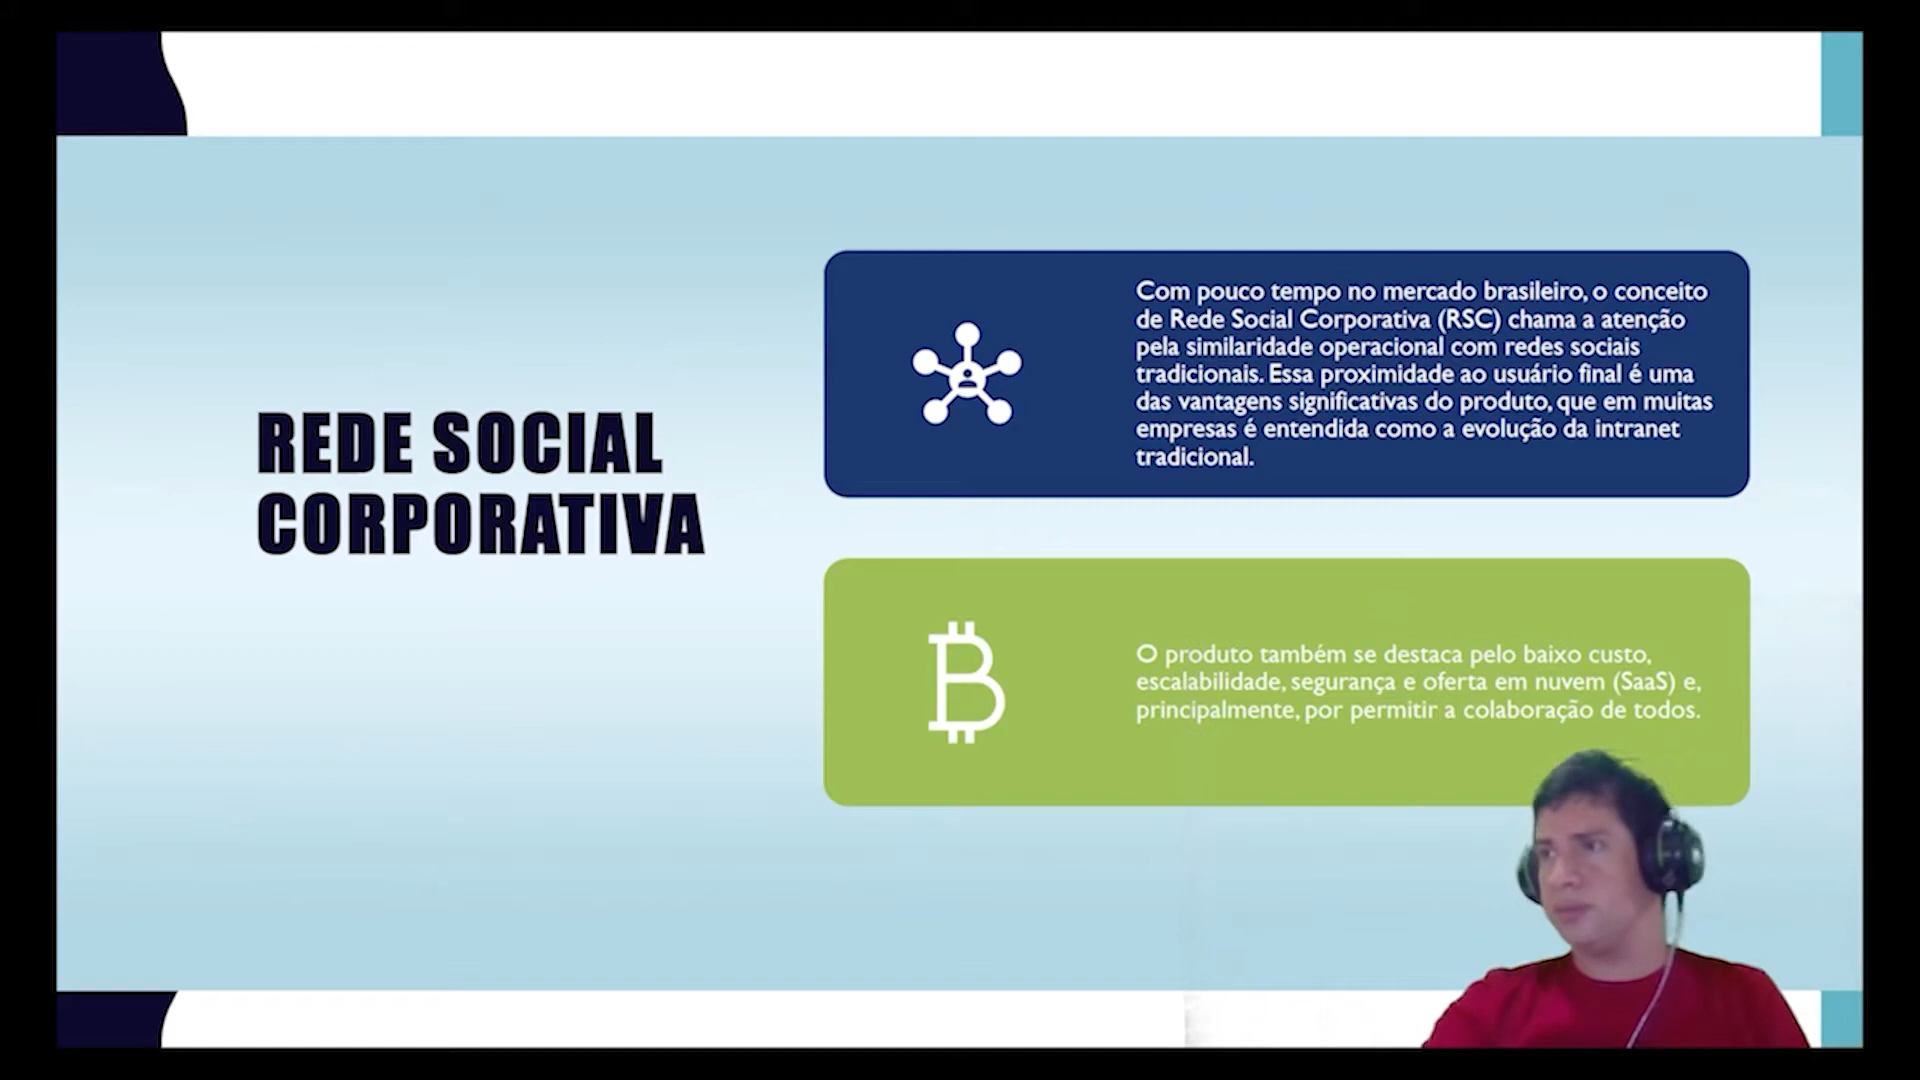 REDE SOCIAL
CORPORATIVA
Com pouco tempo no mercado brasileiro, o conceito
de Rede Social Corporativa (RSC) chama a atenção
pela similaridade operacional com redes sociais
tradicionais. Essa proximidade ao usuário final é uma
das vantagens significativas do produto, que em muitas
empresas é entendida como a evolução da intranet
tradicional.
O produto também se destaca pelo baixo custo,
escalabilidade, segurança e oferta em nuvem (SaaS) e,
principalmente, por permitir a colaboração de todos.